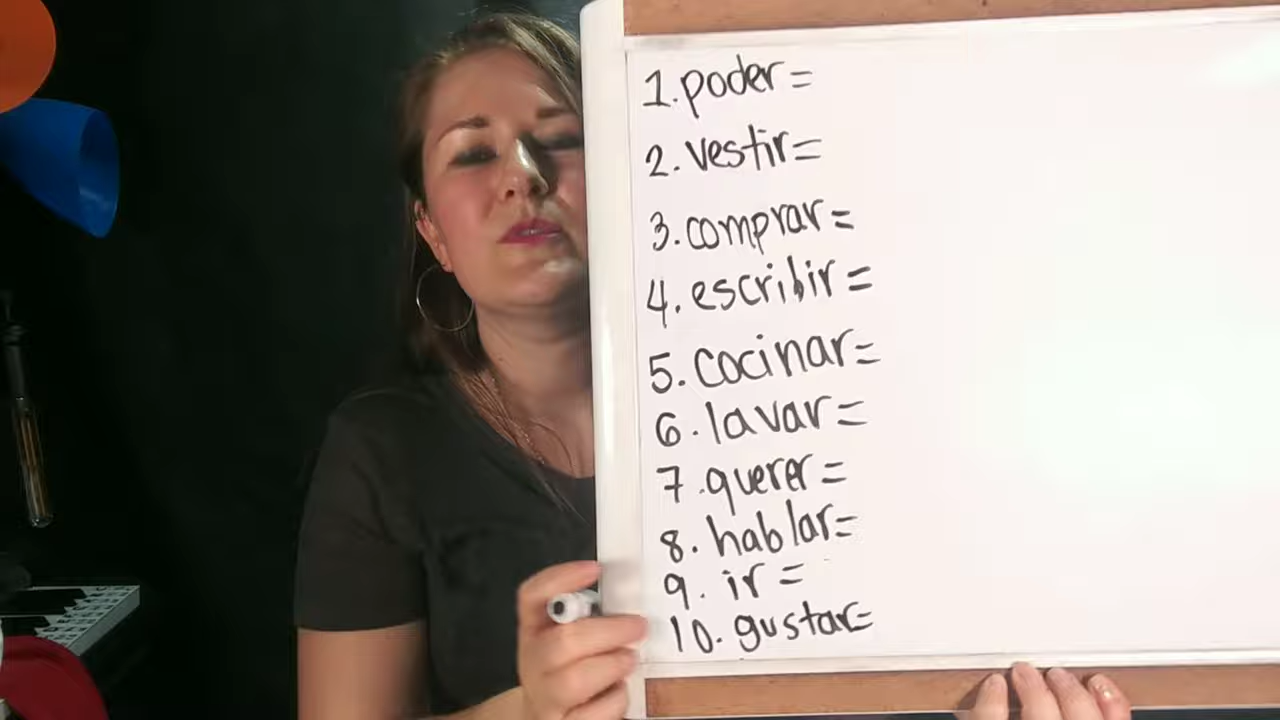 1. poder =
2. vestir =
3. comprar =
4. escribir =
5. cocinar =
6. lavar =
7. querer =
8. hablar =
9. ir =
10. gustar=